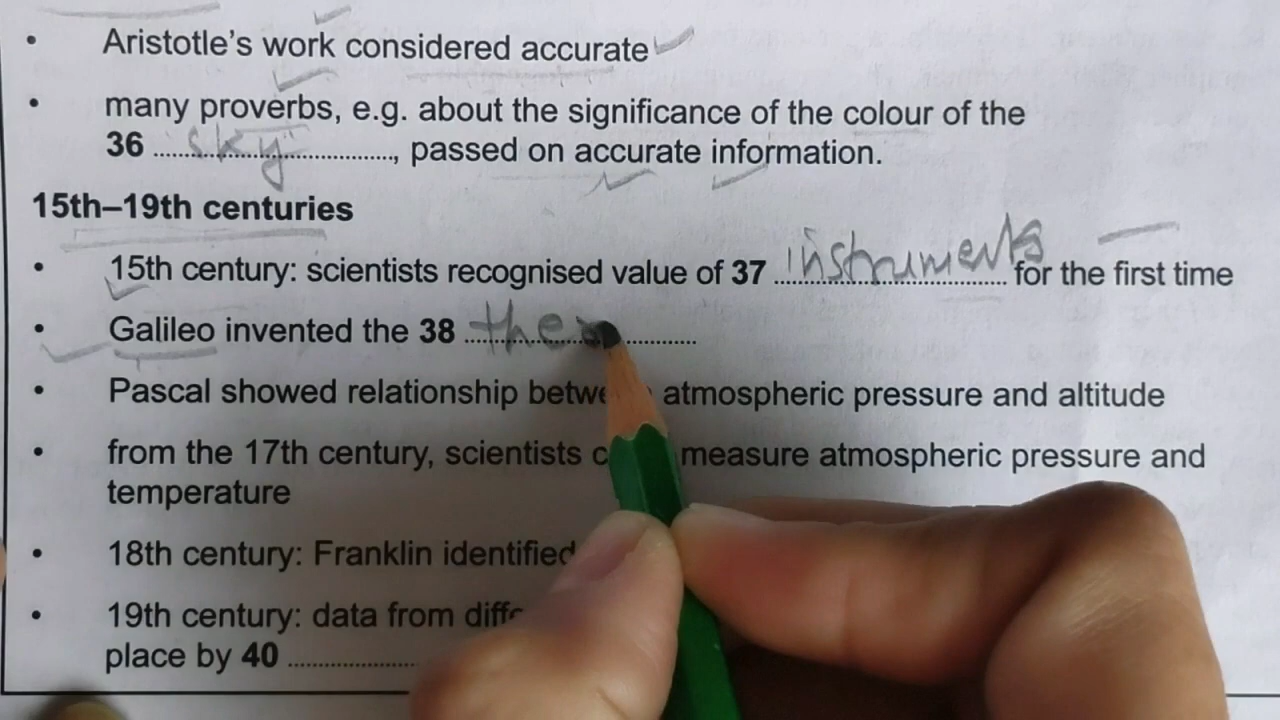 • Aristotle's work considered accurate
• many proverbs, e.g. about the significance of the colour of the
36 sky, passed on accurate information.
15th–19th centuries
• 15th century: scientists recognised value of 37 instruments for the first time
• Galileo invented the 38 the
• Pascal showed relationship atmospheric pressure and altitude
• from the 17th century, scientists measure atmospheric pressure and
temperature
• 18th century: Franklin identified
• 19th century: data from
place by 40